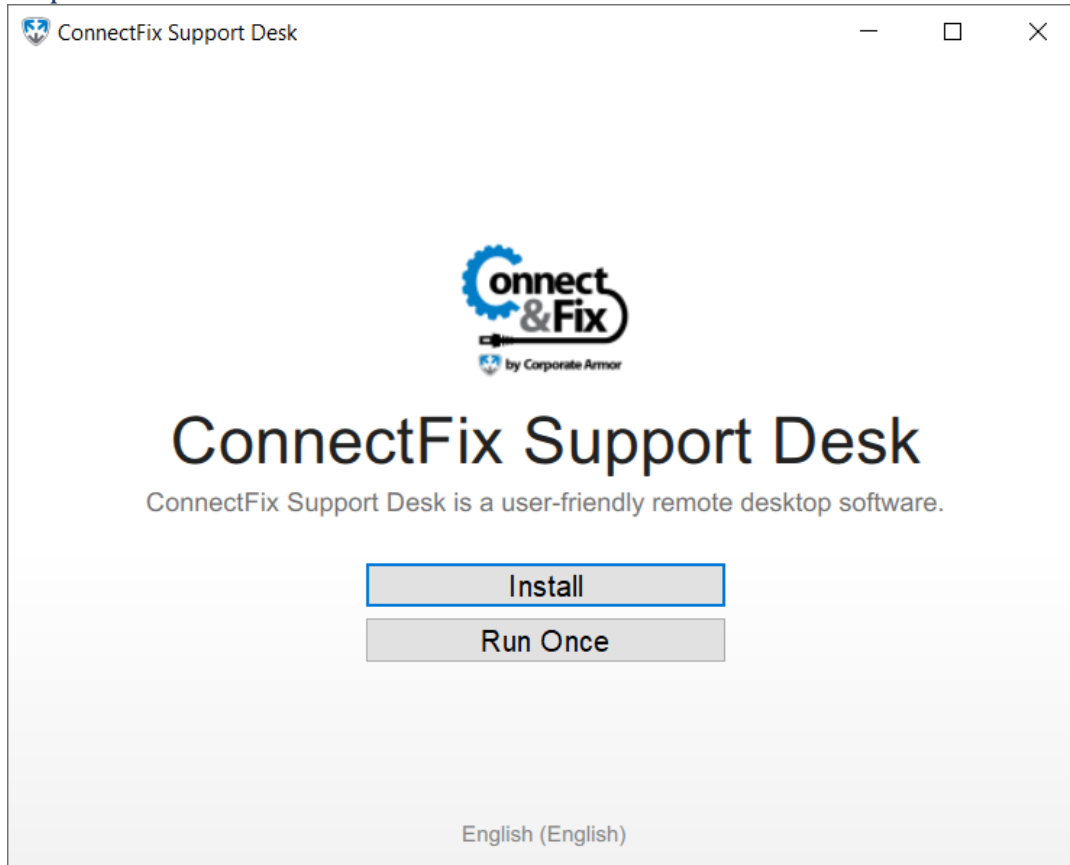 ConnectFix Support Desk
Connect
&Fix
by Corporate Armor
ConnectFix Support Desk
ConnectFix Support Desk is a user-friendly remote desktop software.
Install
Run Once
English (English)